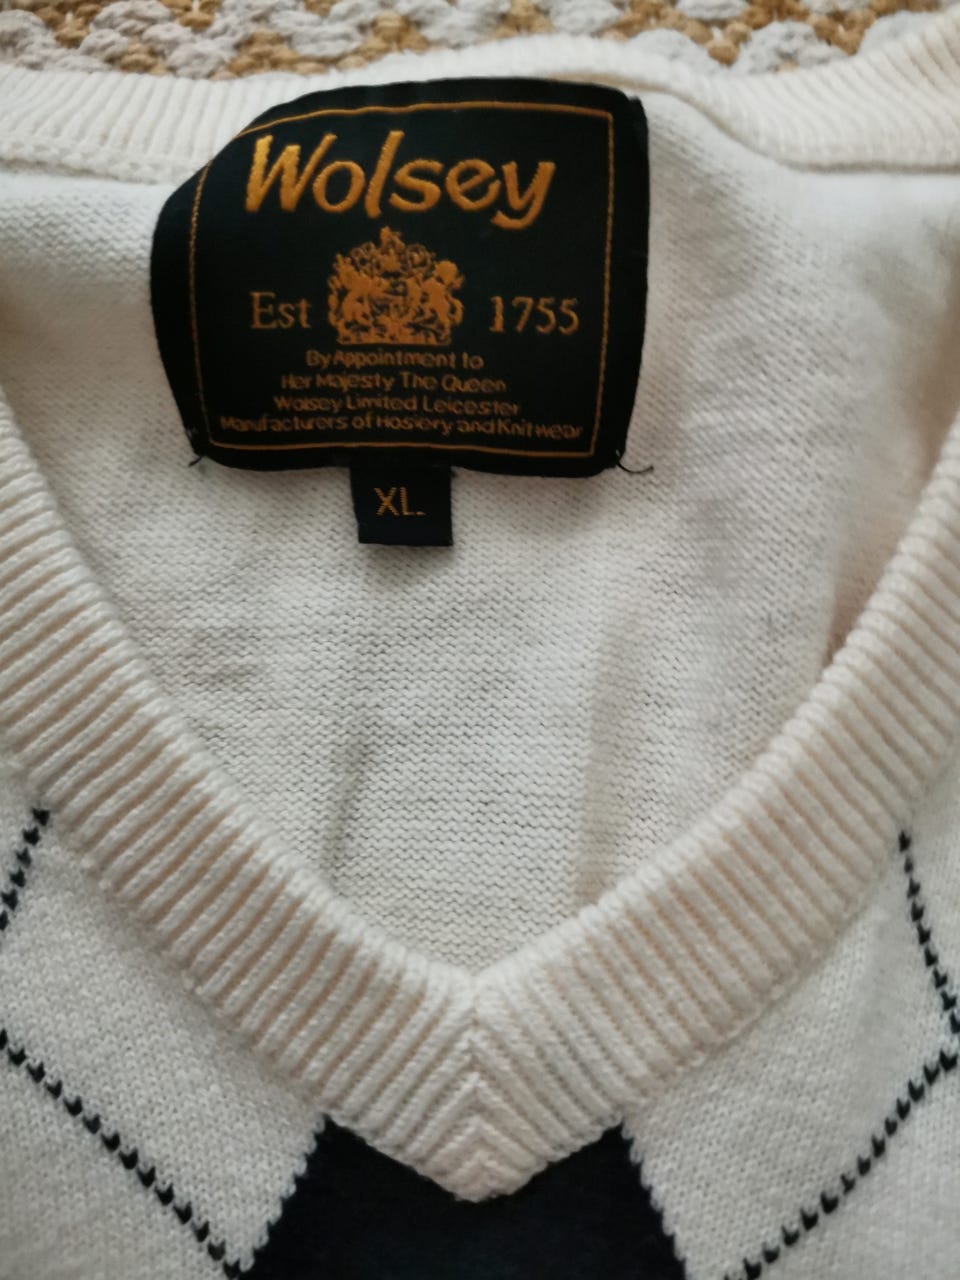 Wolsey
Est 1755
By Appointment to
Her Majesty The Queen
Wolsey Limited Leicester
Manufacturers of Hosiery and Knitwear
XL